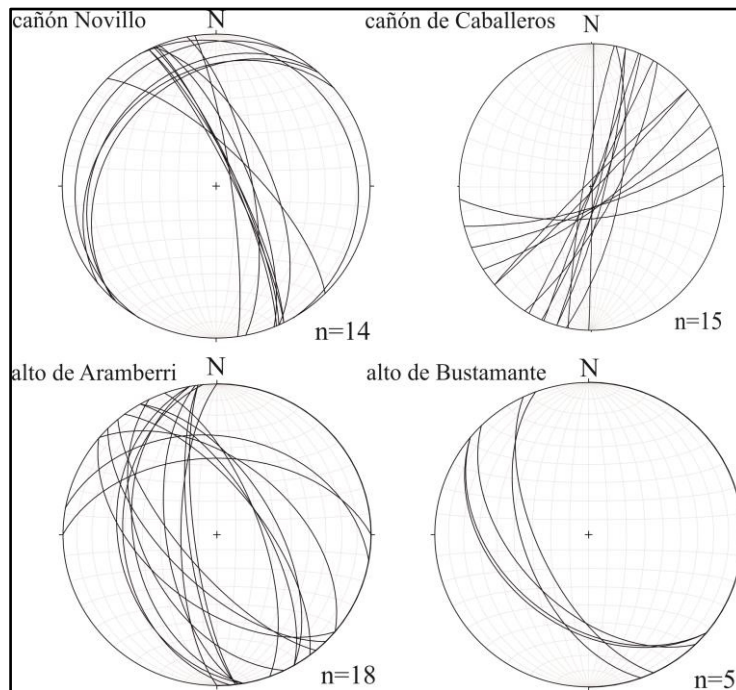 cañón Novillo
N
n=14
cañón de Caballeros
N
n=15
alto de Aramberri
N
n=18
alto de Bustamante
N
n=5